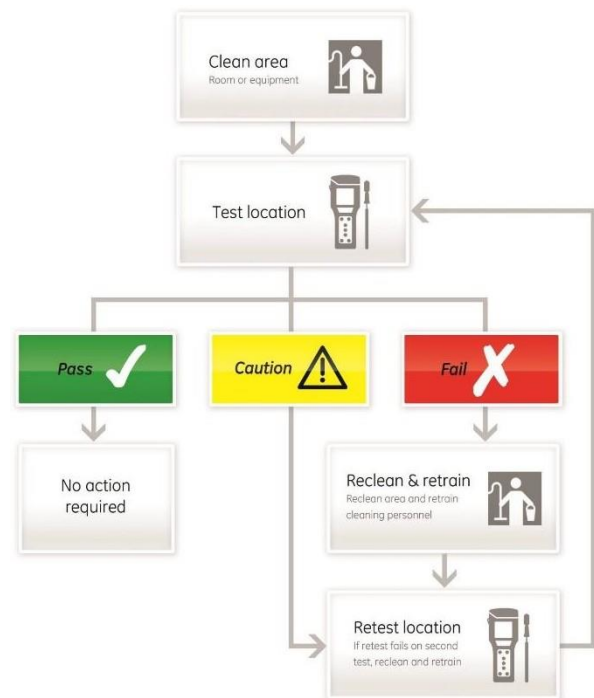 Clean area
Room or equipment
Test location
Pass
Caution
Fail
No action
required
Reclean & retrain
Reclean area and retrain
cleaning personnel
Retest location
If retest fails on second
test, reclean and retrain